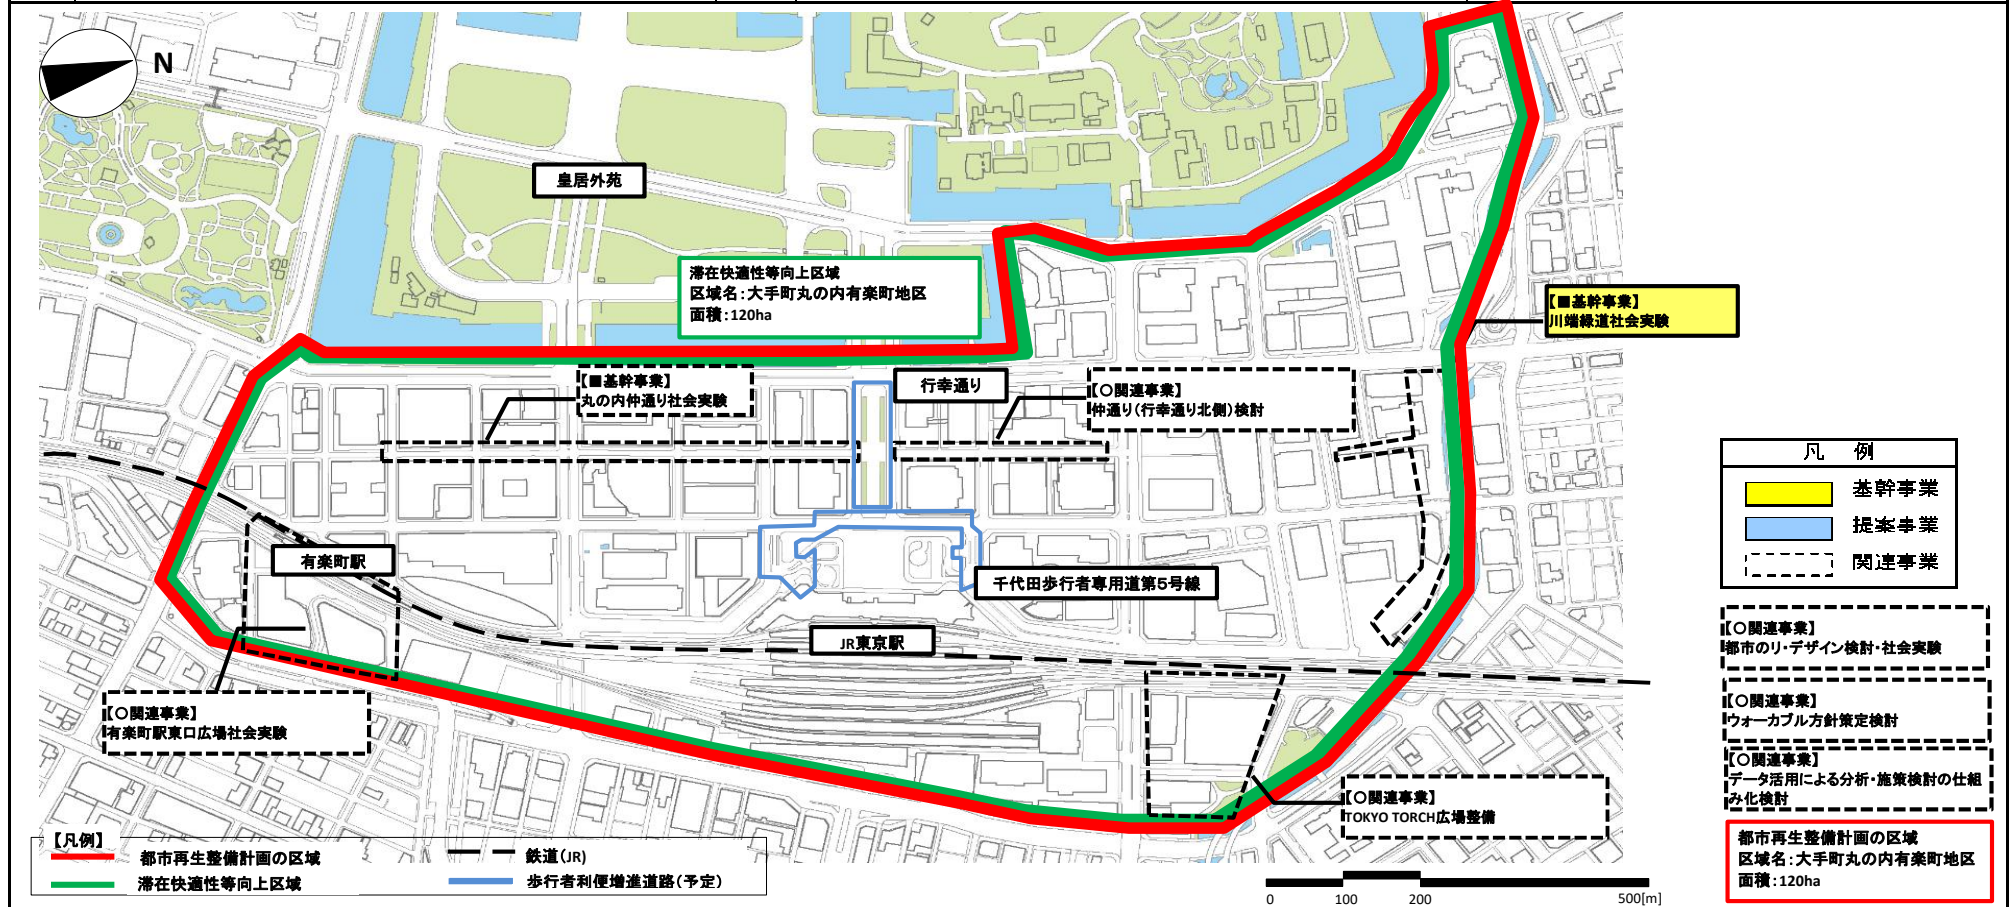 N
皇居外苑
滞在快適性等向上区域
区域名:大手町丸の内有楽町地区
面積:120ha
【■基幹事業】
川端緑道社会実験
【■基幹事業】
丸の内仲通り社会実験
行幸通り
【○関連事業】
仲通り(行幸通り北側)検討
有楽町駅
千代田歩行者専用道第5号線
JR東京駅
【○関連事業】
有楽町駅東口広場社会実験
【○関連事業】
TOKYO TORCH広場整備
凡 例
基幹事業
提案事業
関連事業
【○関連事業】
都市のリ・デザイン検討・社会実験
【○関連事業】
ウォーカブル方針策定検討
【○関連事業】
データ活用による分析・施策検討の仕組
み化検討
都市再生整備計画の区域
区域名:大手町丸の内有楽町地区
面積:120ha
【凡例】
都市再生整備計画の区域
滞在快適性等向上区域
鉄道(JR)
歩行者利便増進道路(予定)
0 100 200 500[m]